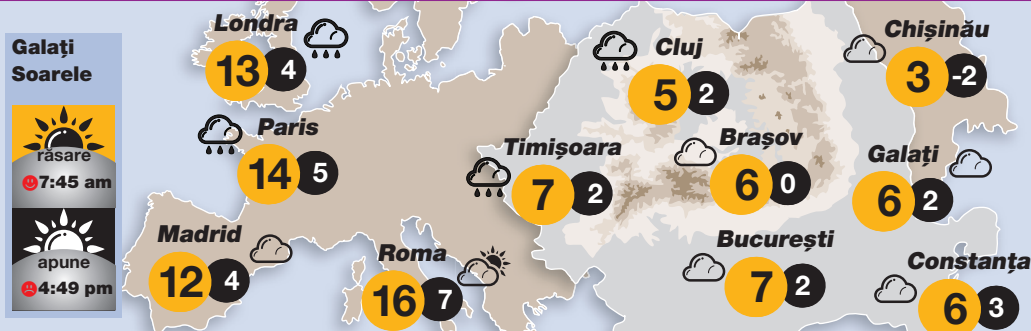 Galați
Soarele
răsare
7:45 am
apune
4:49 pm
Londra
13 4
Paris
14 5
Madrid
12 4
Roma
16 7
Timișoara
7 2
Cluj
5 2
Brașov
6 0
București
7 2
Chișinău
3 -2
Galați
6 2
Constanța
6 3